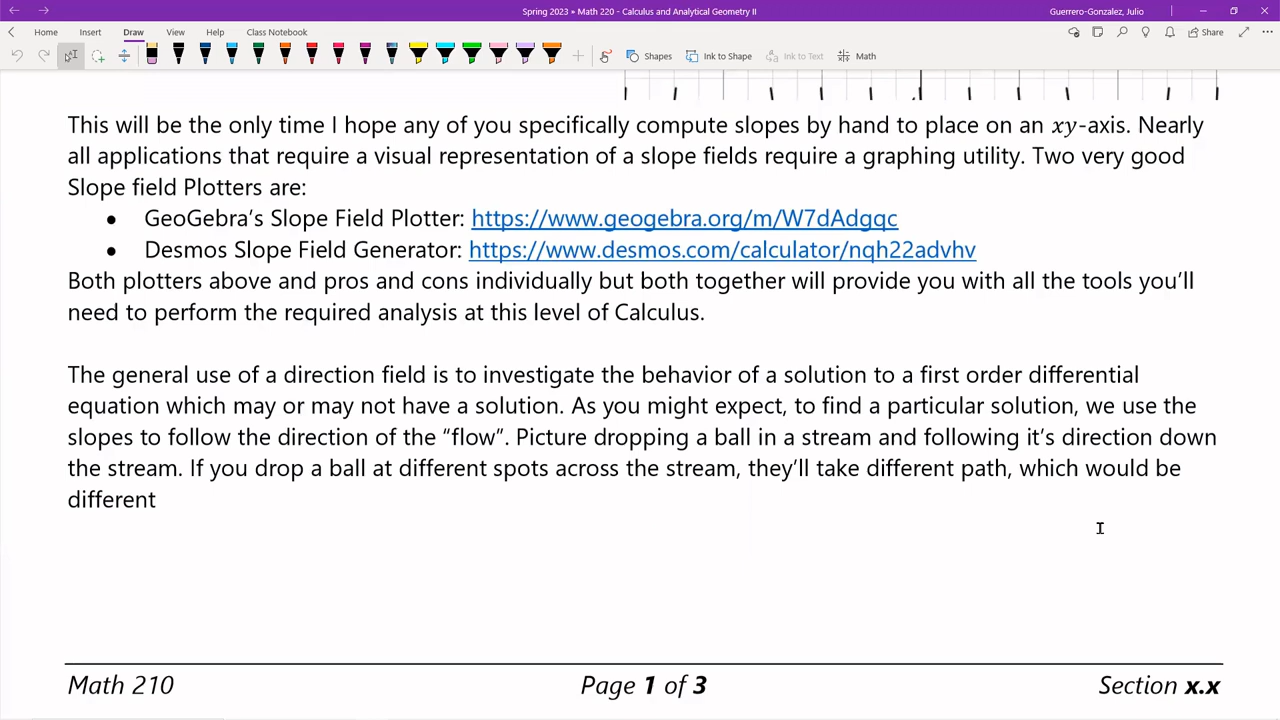 Spring 2023 » Math 220 - Calculus and Analytical Geometry II
Guerrero-Gonzalez, Julio
Home Insert Draw View Help Class Notebook
Share
Shapes Ink to Shape Ink to Text Math
This will be the only time I hope any of you specifically compute slopes by hand to place on an xy-axis. Nearly
all applications that require a visual representation of a slope fields require a graphing utility. Two very good
Slope field Plotters are:
• GeoGebra's Slope Field Plotter: https://www.geogebra.org/m/W7dAdgqc
• Desmos Slope Field Generator: https://www.desmos.com/calculator/nqh22advhv
Both plotters above and pros and cons individually but both together will provide you with all the tools you'll
need to perform the required analysis at this level of Calculus.
The general use of a direction field is to investigate the behavior of a solution to a first order differential
equation which may or may not have a solution. As you might expect, to find a particular solution, we use the
slopes to follow the direction of the “flow”. Picture dropping a ball in a stream and following it's direction down
the stream. If you drop a ball at different spots across the stream, they'll take different path, which would be
different
Math 210 Page 1 of 3 Section x.x